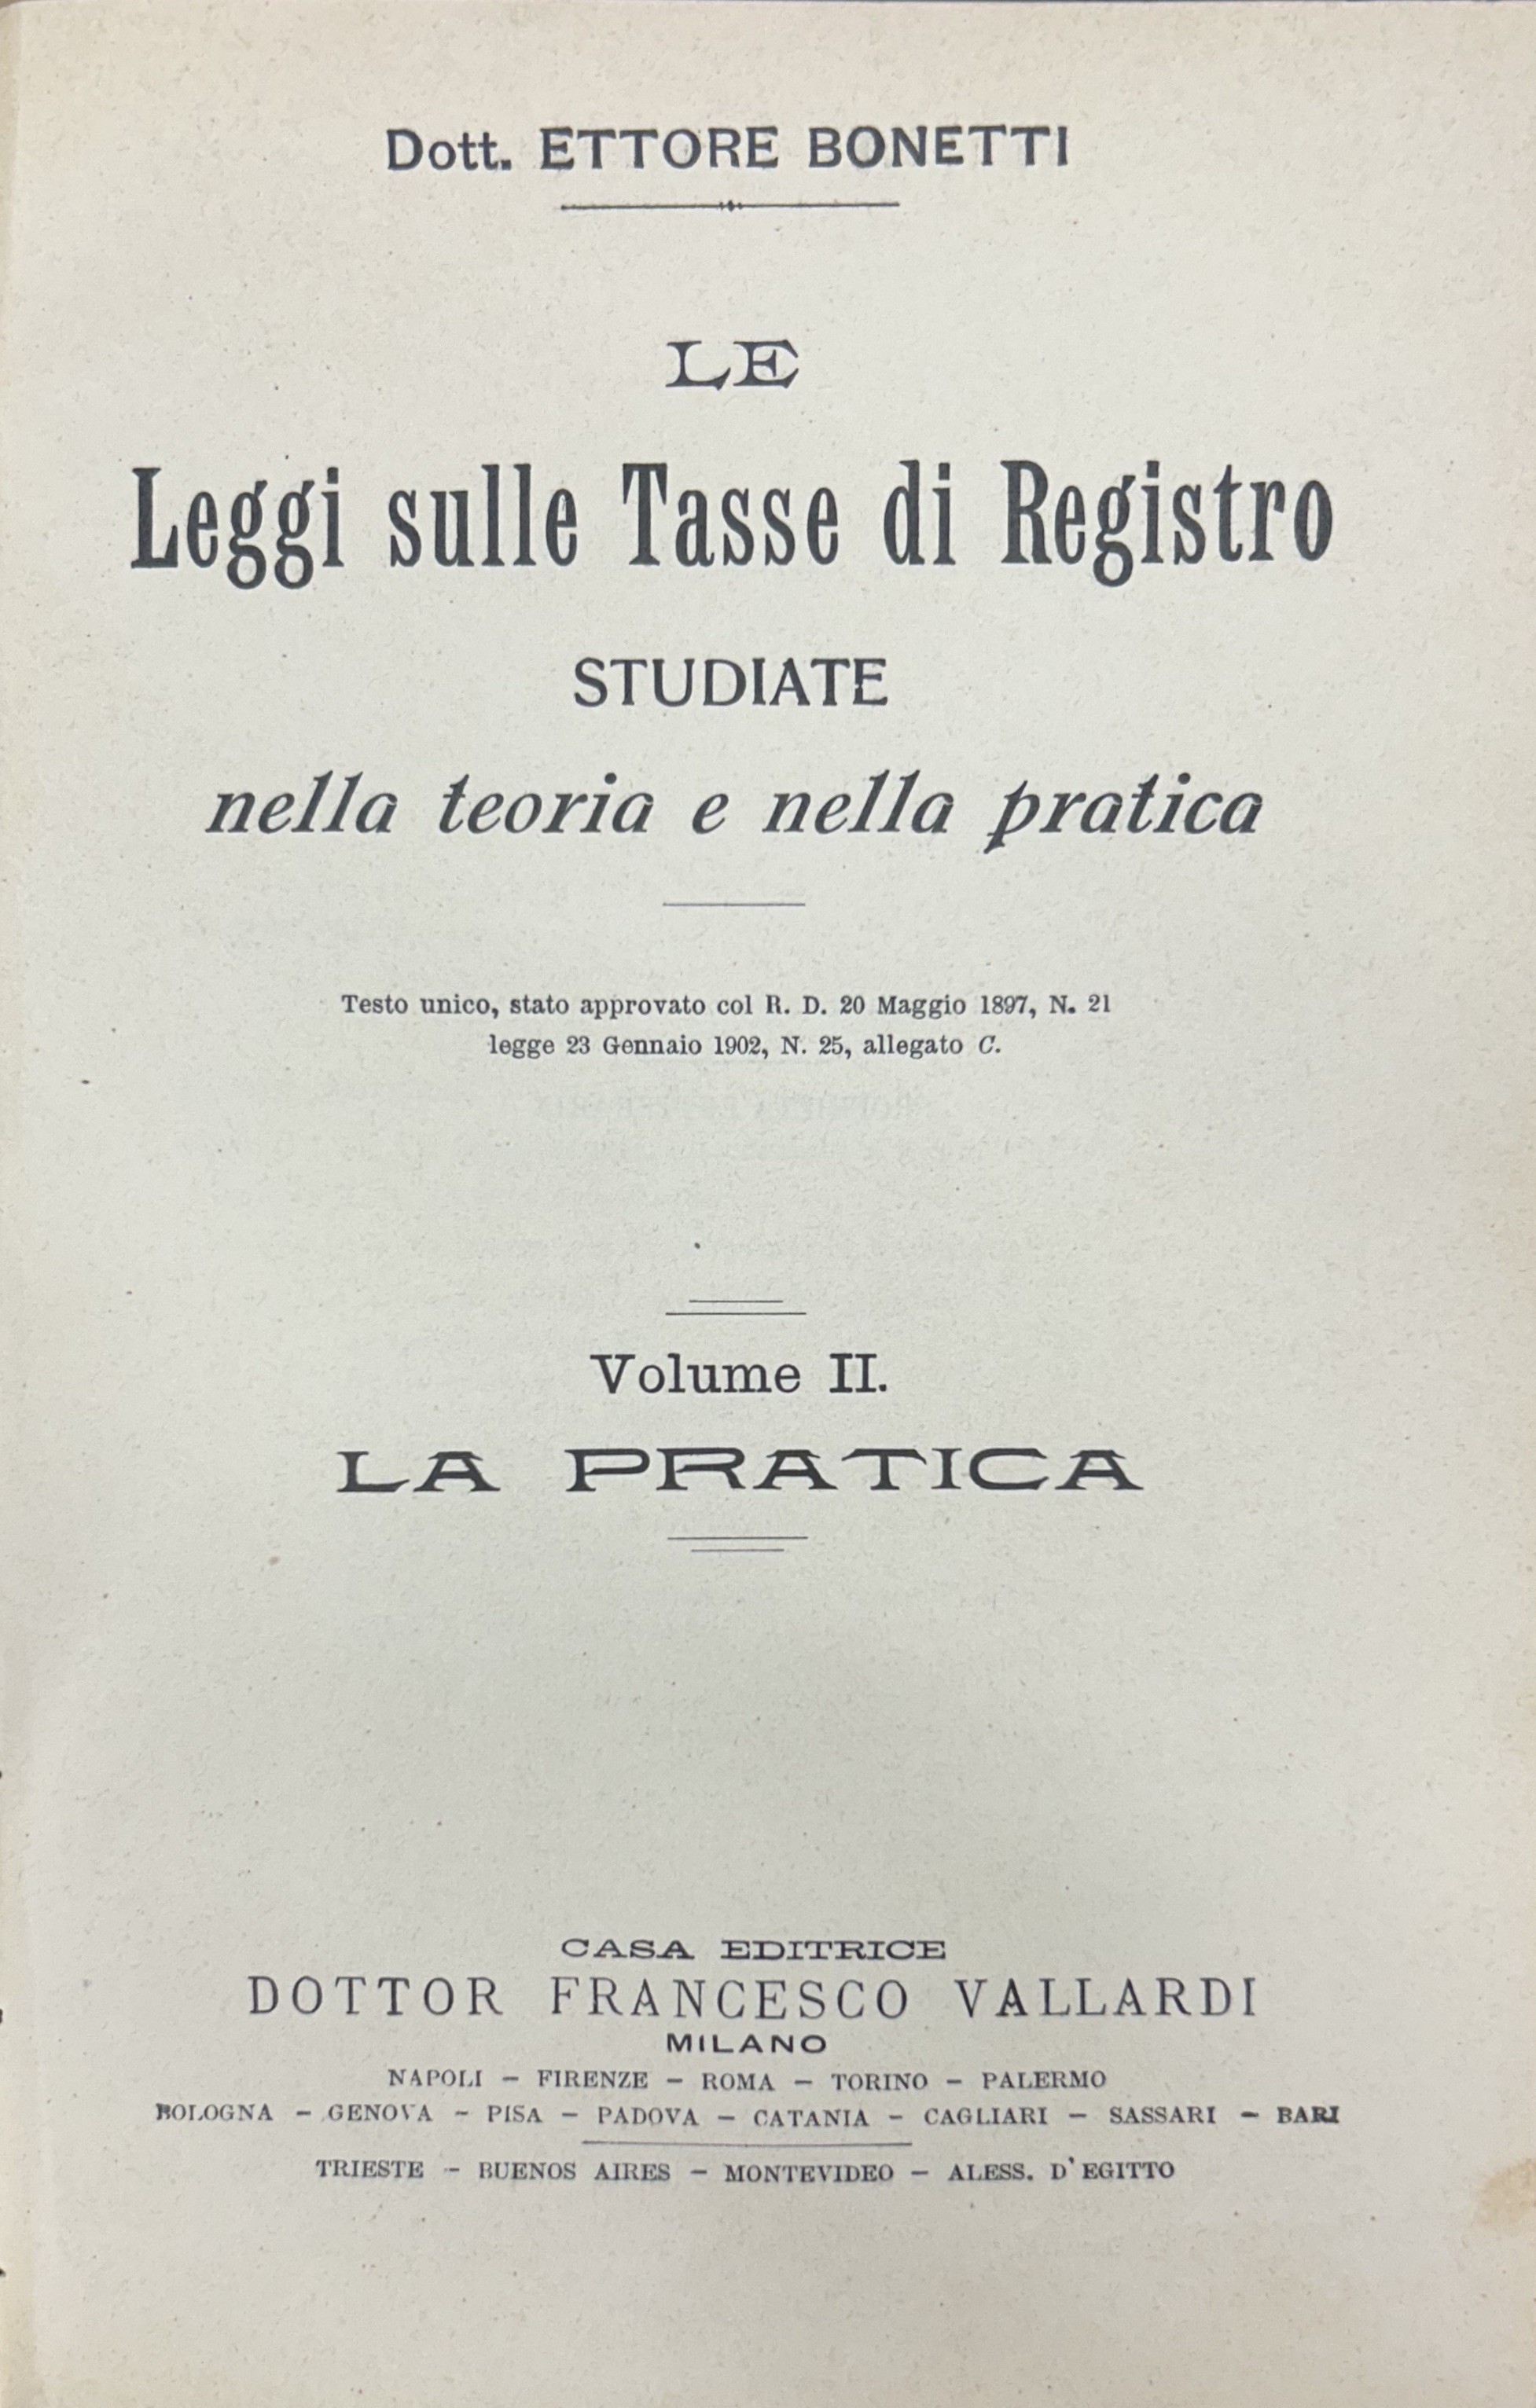 Dott. ETTORE BONETTI
LE
Leggi sulle Tasse di Registro
STUDIATE
nella teoria e nella pratica
Testo unico, stato approvato col R. D. 20 Maggio 1897, N. 21
legge 23 Gennaio 1902, N. 25, allegato C.
Volume II.
LA PRATICA
CASA EDITRICE
DOTTOR FRANCESCO VALLARDI
MILANO
NAPOLI – FIRENZE – ROMA – TORINO – PALERMO
BOLOGNA – GENOVA – PISA – PADOVA – CATANIA – CAGLIARI – SASSARI – BARI
TRIESTE – BUENOS AIRES – MONTEVIDEO – ALESS. D'EGITTO